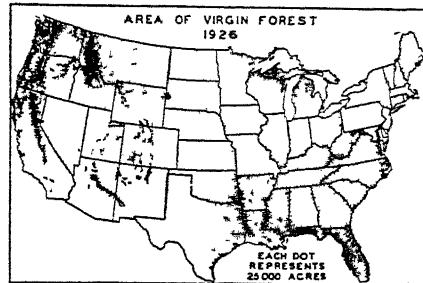 AREA OF VIRGIN FOREST
1926
EACH DOT
REPRESENTS
25000 ACRES